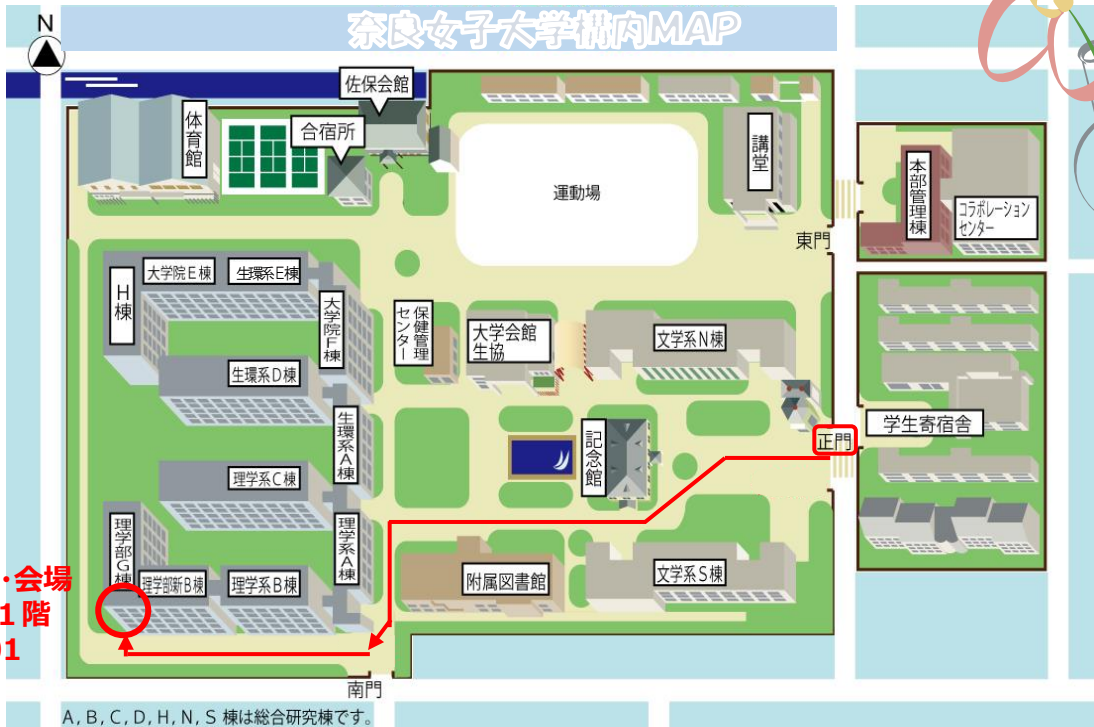 奈良女子大学構内MAP
N
佐保会館
合宿所
体育館
運動場
講堂
本部管理棟
コラボレーション
センター
東門
大学院E棟
生環系E棟
H棟
大学院F棟
保健管理
センター
大学会館
生協
文学系N棟
生環系D棟
生環系A棟
記念館
正門
学生寄宿舎
理学系C棟
理学部G棟
理学系A棟
・会場
1階
01
理学部新B棟
理学系B棟
附属図書館
文学系S棟
南門
A, B, C, D, H, N, S 棟は総合研究棟です。